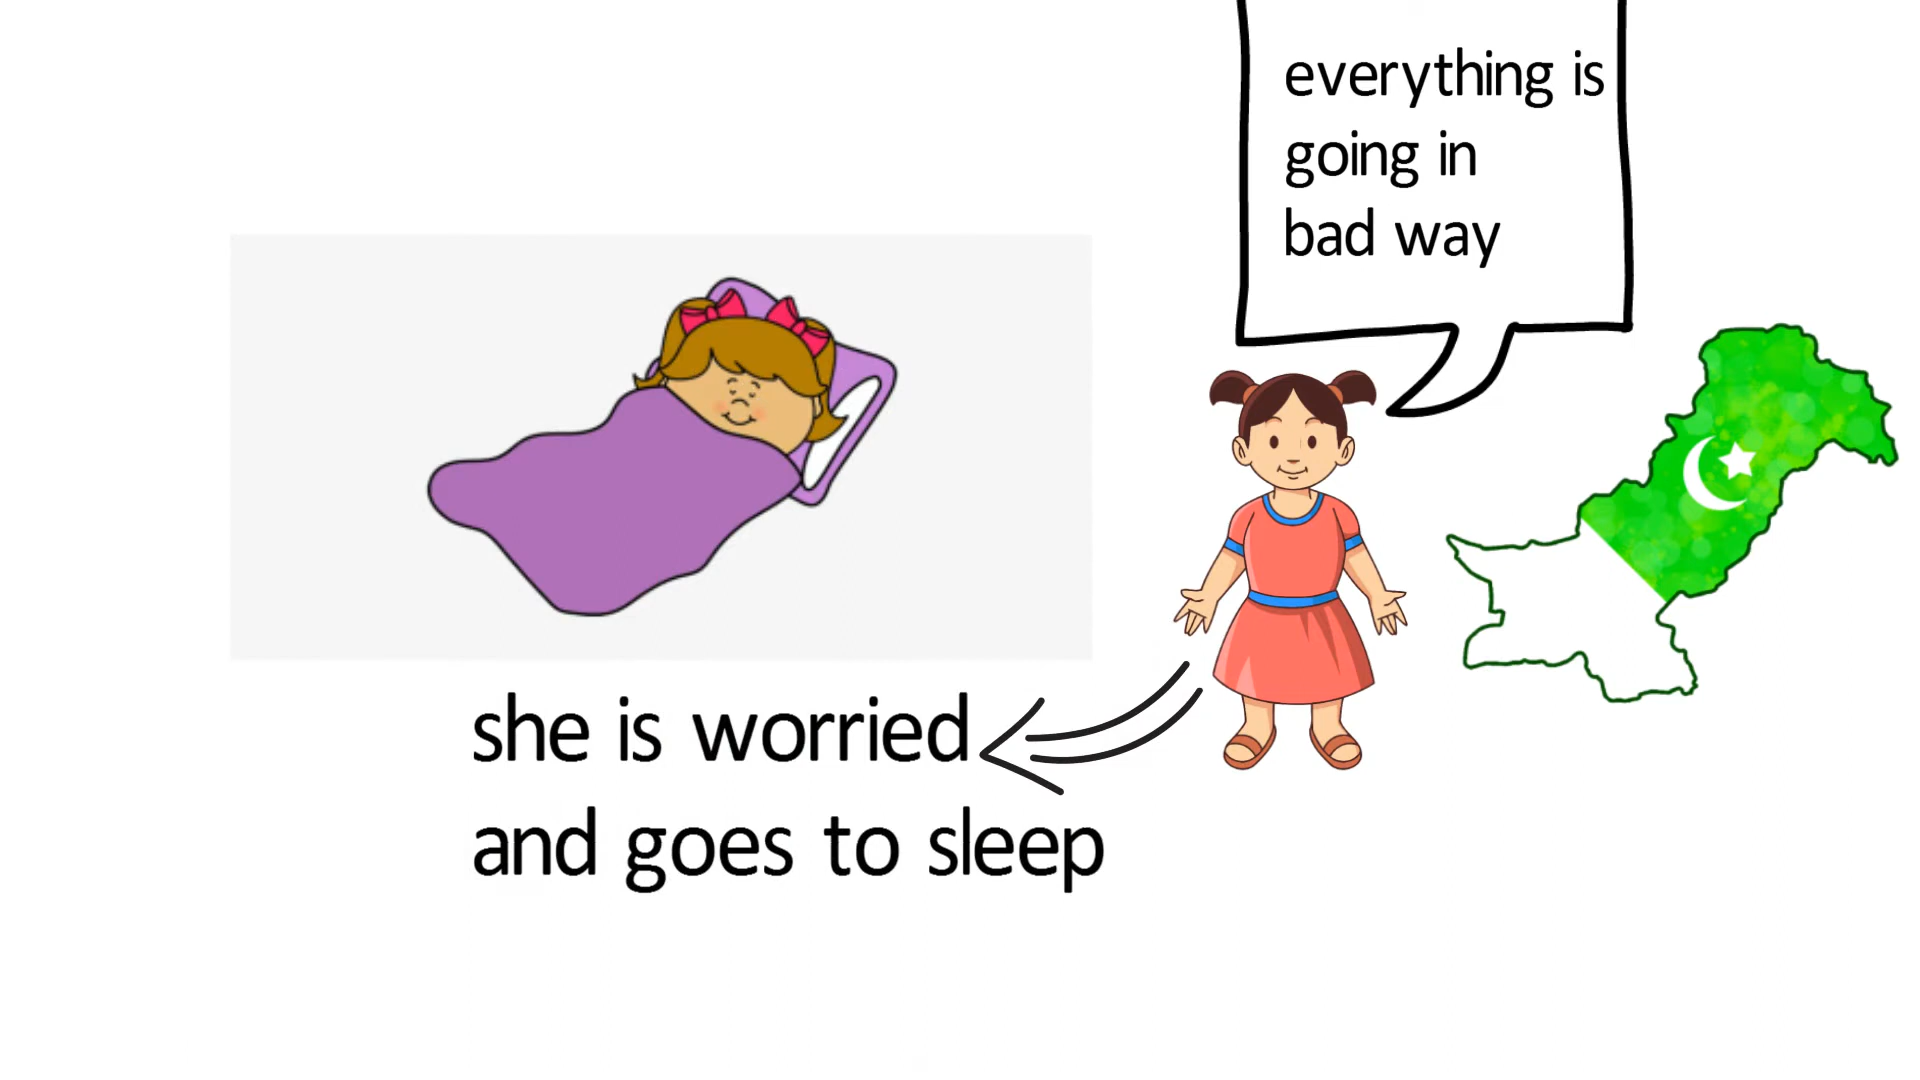 everything is
going in
bad way
she is worried
and goes to sleep